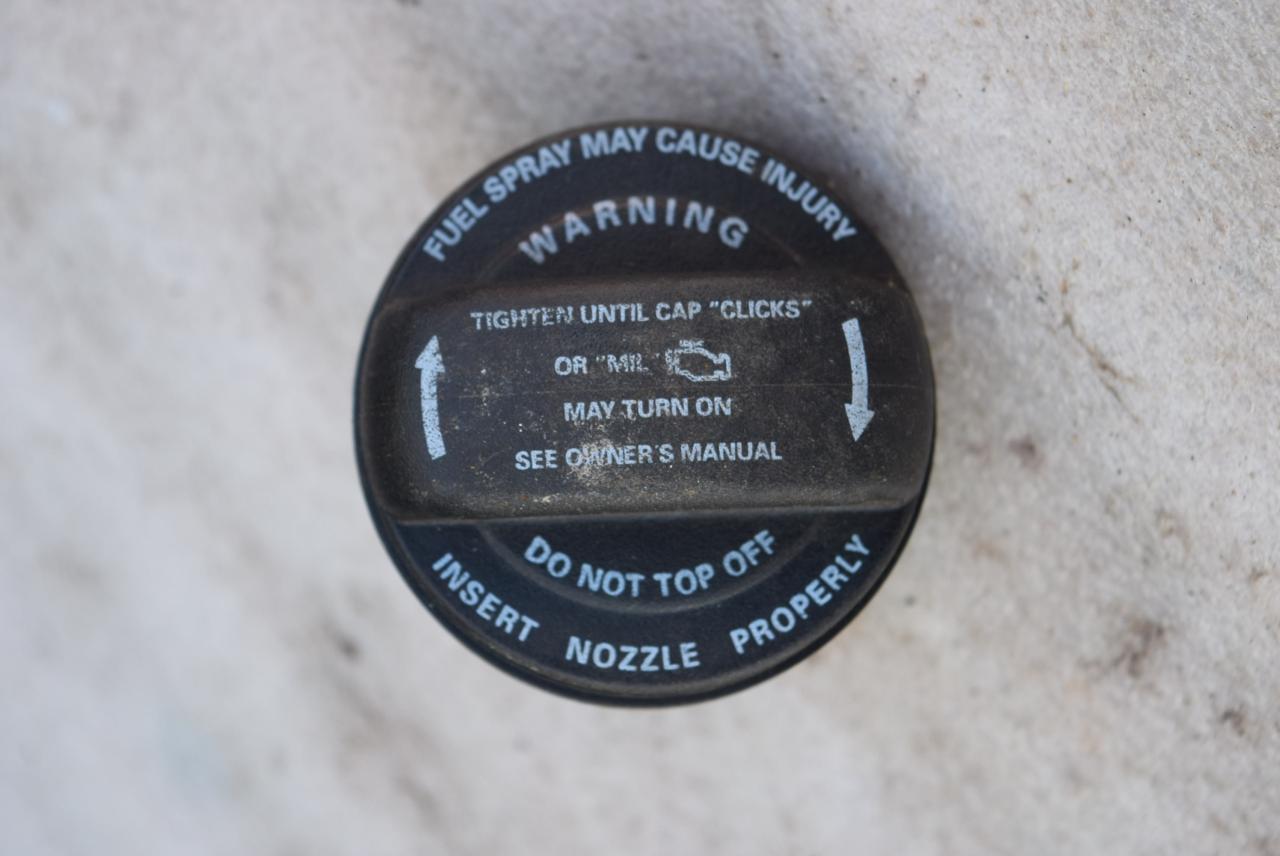 FUEL SPRAY MAY CAUSE INJURY
WARNING
TIGHTEN UNTIL CAP "CLICKS"
OR "MIL"
MAY TURN ON
SEE OWNER'S MANUAL
DO NOT TOP OFF
INSERT NOZZLE PROPERLY